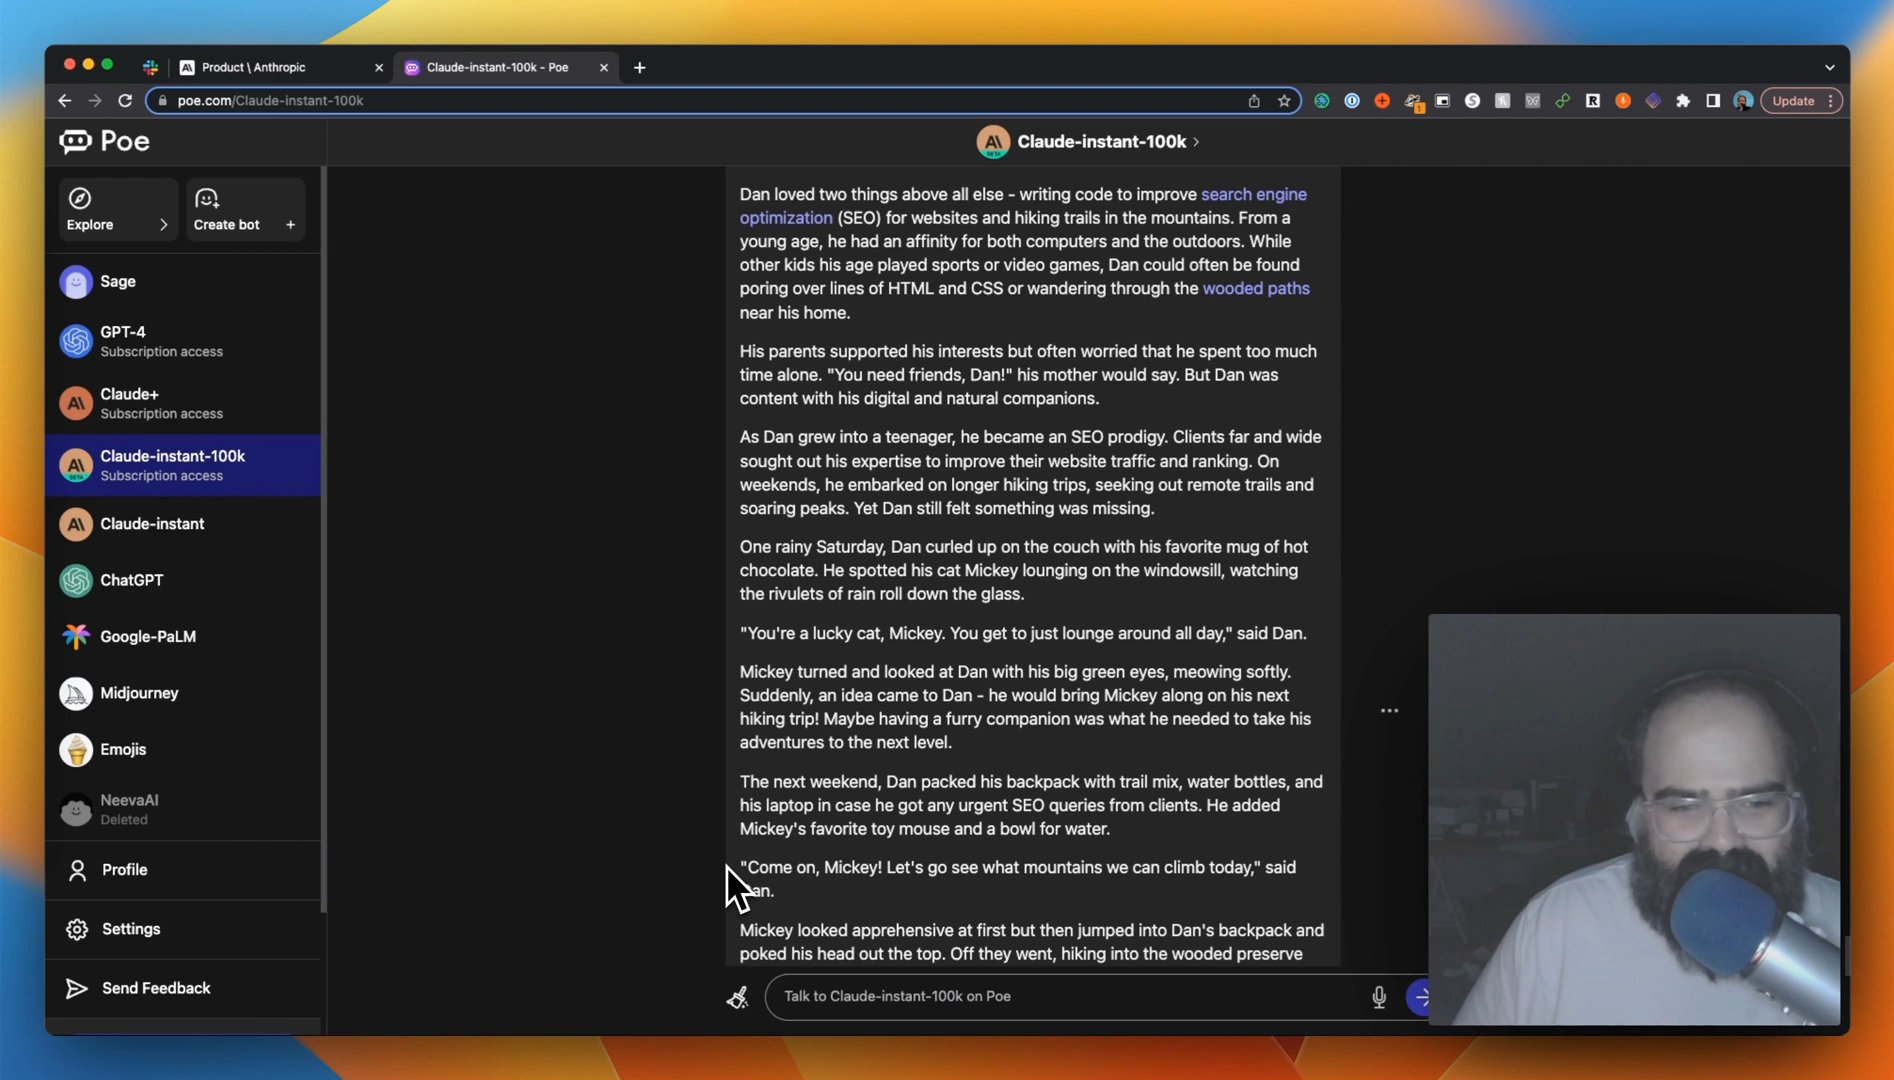 Product \ Anthropic
Claude-instant-100k - Poe
poe.com/Claude-instant-100k
Update
Poe
Claude-instant-100k
Explore
Create bot
Sage
GPT-4
Subscription access
Claude+
Subscription access
Claude-instant-100k
Subscription access
Claude-instant
ChatGPT
Google-PaLM
Midjourney
Emojis
NeevaAI
Deleted
Profile
Settings
Send Feedback
Dan loved two things above all else - writing code to improve search engine
optimization (SEO) for websites and hiking trails in the mountains. From a
young age, he had an affinity for both computers and the outdoors. While
other kids his age played sports or video games, Dan could often be found
poring over lines of HTML and CSS or wandering through the wooded paths
near his home.
His parents supported his interests but often worried that he spent too much
time alone. "You need friends, Dan!" his mother would say. But Dan was
content with his digital and natural companions.
As Dan grew into a teenager, he became an SEO prodigy. Clients far and wide
sought out his expertise to improve their website traffic and ranking. On
weekends, he embarked on longer hiking trips, seeking out remote trails and
soaring peaks. Yet Dan still felt something was missing.
One rainy Saturday, Dan curled up on the couch with his favorite mug of hot
chocolate. He spotted his cat Mickey lounging on the windowsill, watching
the rivulets of rain roll down the glass.
"You're a lucky cat, Mickey. You get to just lounge around all day," said Dan.
Mickey turned and looked at Dan with his big green eyes, meowing softly.
Suddenly, an idea came to Dan - he would bring Mickey along on his next
hiking trip! Maybe having a furry companion was what he needed to take his
adventures to the next level.
The next weekend, Dan packed his backpack with trail mix, water bottles, and
his laptop in case he got any urgent SEO queries from clients. He added
Mickey's favorite toy mouse and a bowl for water.
"Come on, Mickey! Let's go see what mountains we can climb today," said
Dan.
Mickey looked apprehensive at first but then jumped into Dan's backpack and
poked his head out the top. Off they went, hiking into the wooded preserve
Talk to Claude-instant-100k on Poe